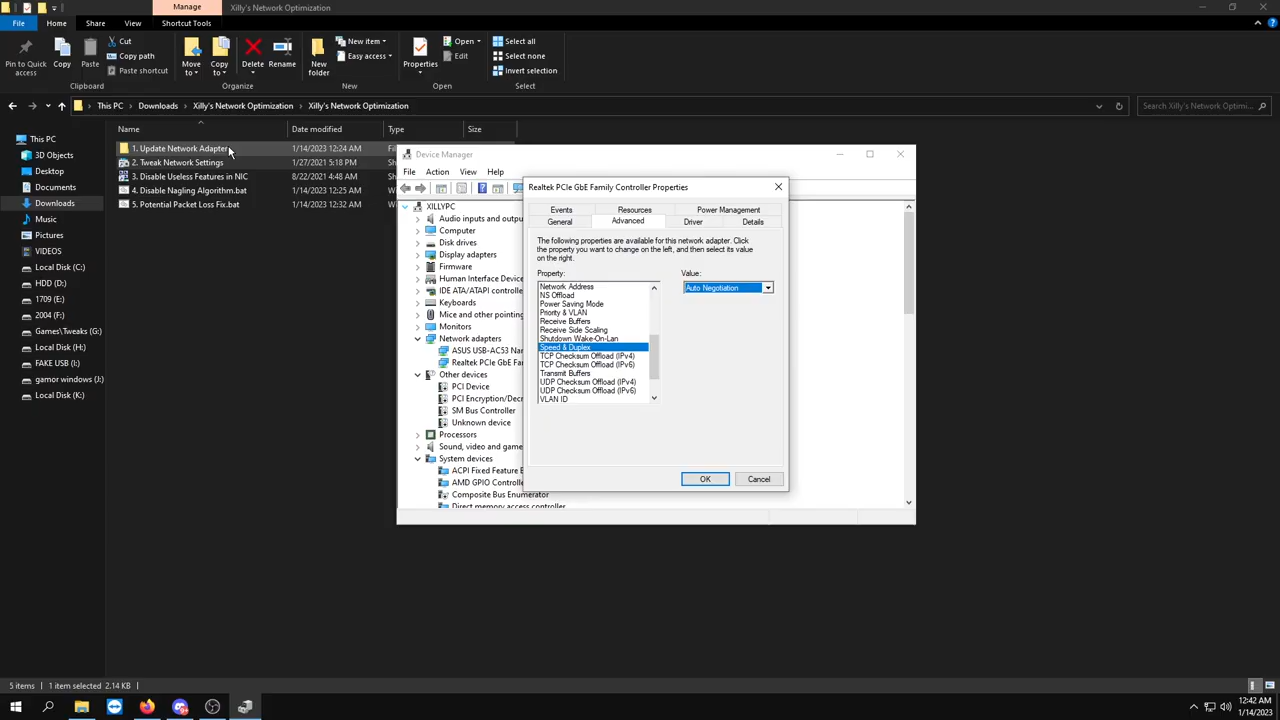 Manage
Xilly's Network Optimization
File
Home
Share
View
Shortcut Tools
Pin to Quick access
Copy
Paste
Cut
Copy path
Paste shortcut
Clipboard
Move to
Copy to
Delete
Rename
Organize
New folder
New item
Easy access
New
Properties
Open
Edit
Open
Select all
Select none
Invert selection
Select
This PC
Downloads
Xilly's Network Optimization
Xilly's Network Optimization
Search Xilly's Network Optimi...
Name
Date modified
Type
Size
This PC
3D Objects
Desktop
Documents
Downloads
Music
Pictures
VIDEOS
Local Disk (C:)
HDD (D:)
1709 (E:)
2004 (F:)
Games\Tweaks (G:)
Local Disk (H:)
FAKE USB (I:)
gamor windows (J:)
Local Disk (K:)
1. Update Network Adapter
1/14/2023 12:24 AM
Fil
2. Tweak Network Settings
1/27/2021 5:18 PM
Sh
3. Disable Useless Features in NIC
8/22/2021 4:48 AM
Sh
4. Disable Nagling Algorithm.bat
1/14/2023 12:25 AM
W
5. Potential Packet Loss Fix.bat
1/14/2023 12:32 AM
W
Device Manager
File
Action
View
Help
XILLYPC
Audio inputs and outpu
Computer
Disk drives
Display adapters
Firmware
Human Interface Device
IDE ATA/ATAPI controlle
Keyboards
Mice and other pointing
Monitors
Network adapters
ASUS USB-AC53 Nan
Realtek PCIe GbE Fa
Other devices
PCI Device
PCI Encryption/Decr
SM Bus Controller
Unknown device
Processors
Sound, video and game
System devices
ACPI Fixed Feature B
AMD GPIO Controlle
Composite Bus Enumerator
Direct memory access controller
Realtek PCIe GbE Family Controller Properties
Events
Resources
Power Management
General
Advanced
Driver
Details
The following properties are available for this network adapter. Click
the property you want to change on the left, and then select its value
on the right.
Property:
Value:
Network Address
NS Offload
Power Saving Mode
Priority & VLAN
Receive Buffers
Receive Side Scaling
Shutdown Wake-On-Lan
Speed & Duplex
TCP Checksum Offload (IPv4)
TCP Checksum Offload (IPv6)
Transmit Buffers
UDP Checksum Offload (IPv4)
UDP Checksum Offload (IPv6)
VLAN ID
Auto Negotiation
OK
Cancel
5 items
1 item selected 2.14 KB
12:42 AM
1/14/2023